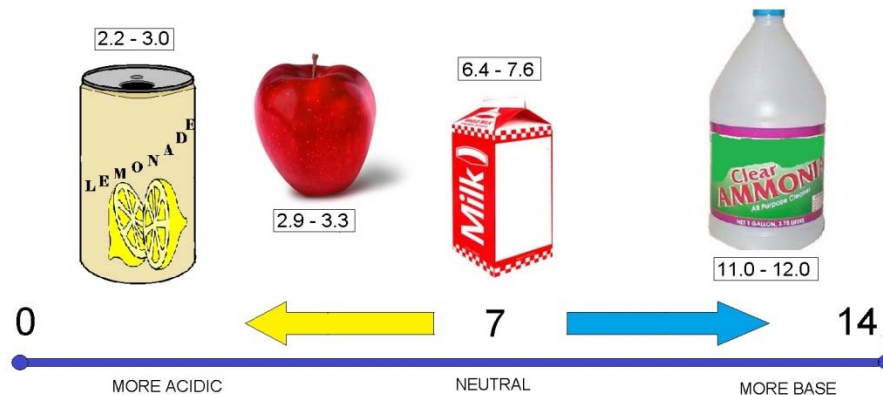 2.2 - 3.0
LEMONADE
2.9 - 3.3
6.4 - 7.6
Milk
Clear
AMMONIA
All Purpose Cleaner
11.0 - 12.0
0
7
14
MORE ACIDIC
NEUTRAL
MORE BASE